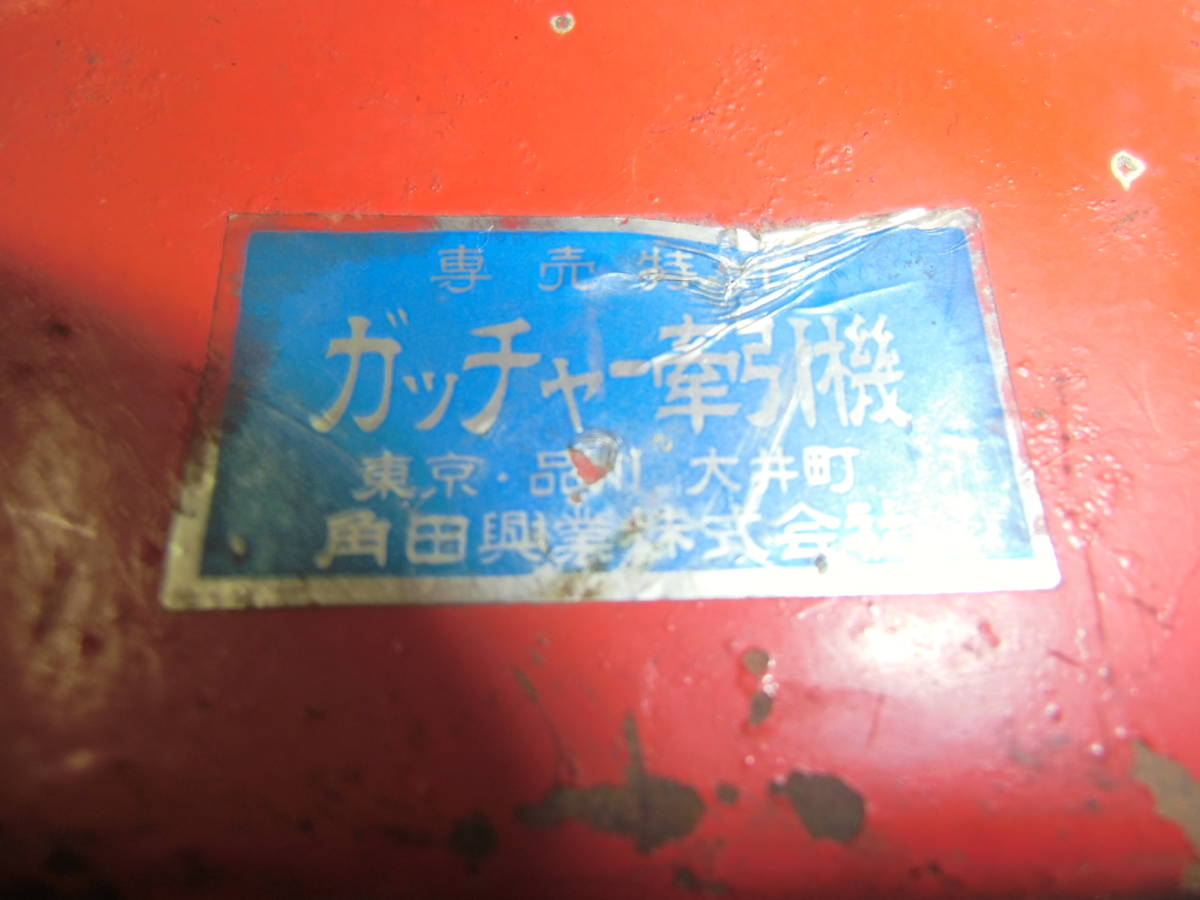 専売特許
ガッチャー牽引機
東京・品川 大井町
角田興業株式会社